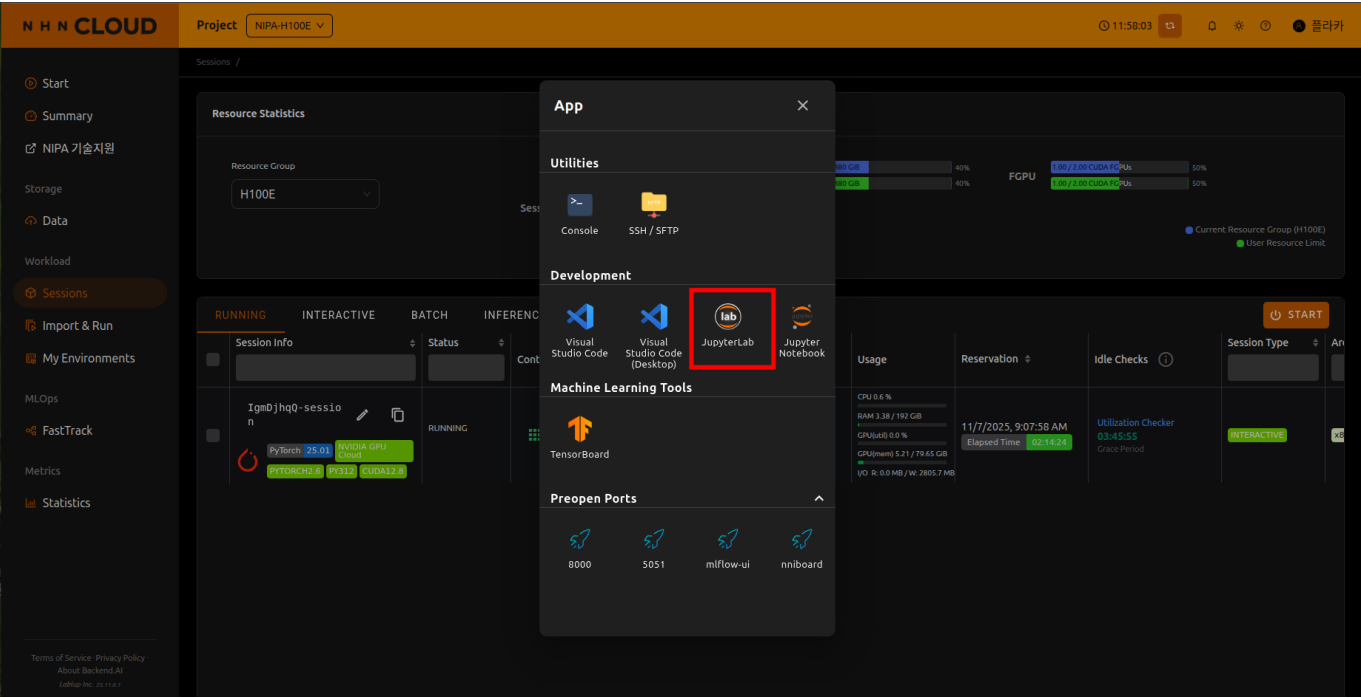 NHN CLOUD
Project NIPA-H100E
11:58:03
플라카
Start
Summary
NIPA 기술지원
Storage
Data
Workload
Sessions
Import & Run
My Environments
MLOps
FastTrack
Metrics
Statistics
Terms of Service · Privacy Policy
About Backend.AI
Lablup Inc.
Sessions /
Resource Statistics
Resource Group
H100E
40%
40%
FGPU
1.00 / 2.00 CUDA FGPUs 50%
1.00 / 2.00 CUDA FGPUs 50%
Current Resource Group (H100E)
User Resource Limit
RUNNING INTERACTIVE BATCH INFERENC
START
Session Info
Status
Cont
Usage
Reservation
Idle Checks
Session Type
Arc
IgmDjhqQ-sessio
n
PyTorch 25.01 NVIDIA GPU
Cloud
PYTORCH2.6 PY312 CUDA12.8
RUNNING
CPU 0.6 %
RAM 3.38 / 192 GiB
GPU(util) 0.0 %
GPU(mem) 5.21 / 79.65 GiB
I/O R: 0.0 MB / W: 2805.7 MB
11/7/2025, 9:07:58 AM
Elapsed Time 02:14:24
Utilization Checker
03:45:55
Grace Period
INTERACTIVE
x8
App
Utilities
Console
SSH / SFTP
Development
Visual
Studio Code
Visual
Studio Code
(Desktop)
lab
JupyterLab
Jupyter
Notebook
Machine Learning Tools
TensorBoard
Preopen Ports
8000
5051
mlflow-ui
nniboard